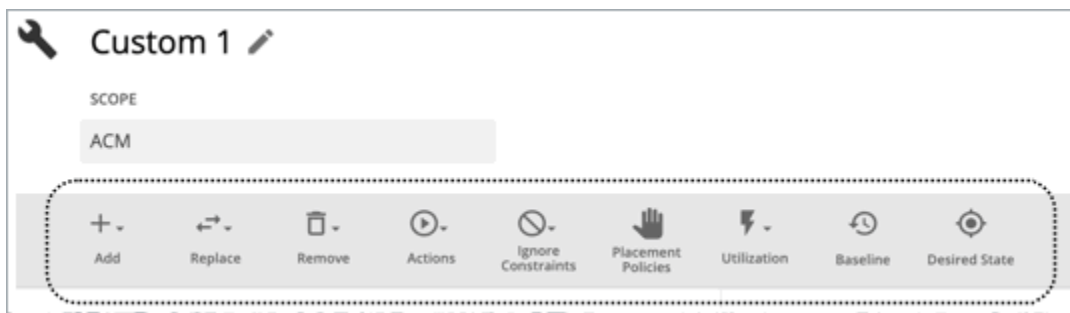 Custom 1
SCOPE
ACM
Add
Replace
Remove
Actions
Ignore
Constraints
Placement
Policies
Utilization
Baseline
Desired State